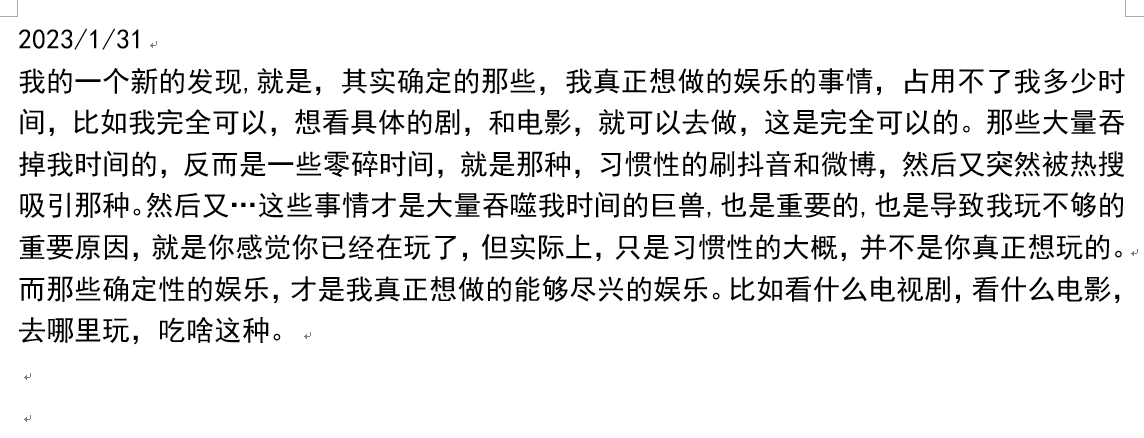 2023/1/31
我的一个新的发现,就是，其实确定的那些，我真正想做的娱乐的事情，占用不了我多少时
间，比如我完全可以，想看具体的剧，和电影，就可以去做，这是完全可以的。那些大量吞
掉我时间的，反而是一些零碎时间，就是那种，习惯性的刷抖音和微博，然后又突然被热搜
吸引那种。然后又…这些事情才是大量吞噬我时间的巨兽,也是重要的,也是导致我玩不够的
重要原因，就是你感觉你已经在玩了，但实际上，只是习惯性的大概，并不是你真正想玩的。
而那些确定性的娱乐，才是我真正想做的能够尽兴的娱乐。比如看什么电视剧，看什么电影，
去哪里玩，吃啥这种。